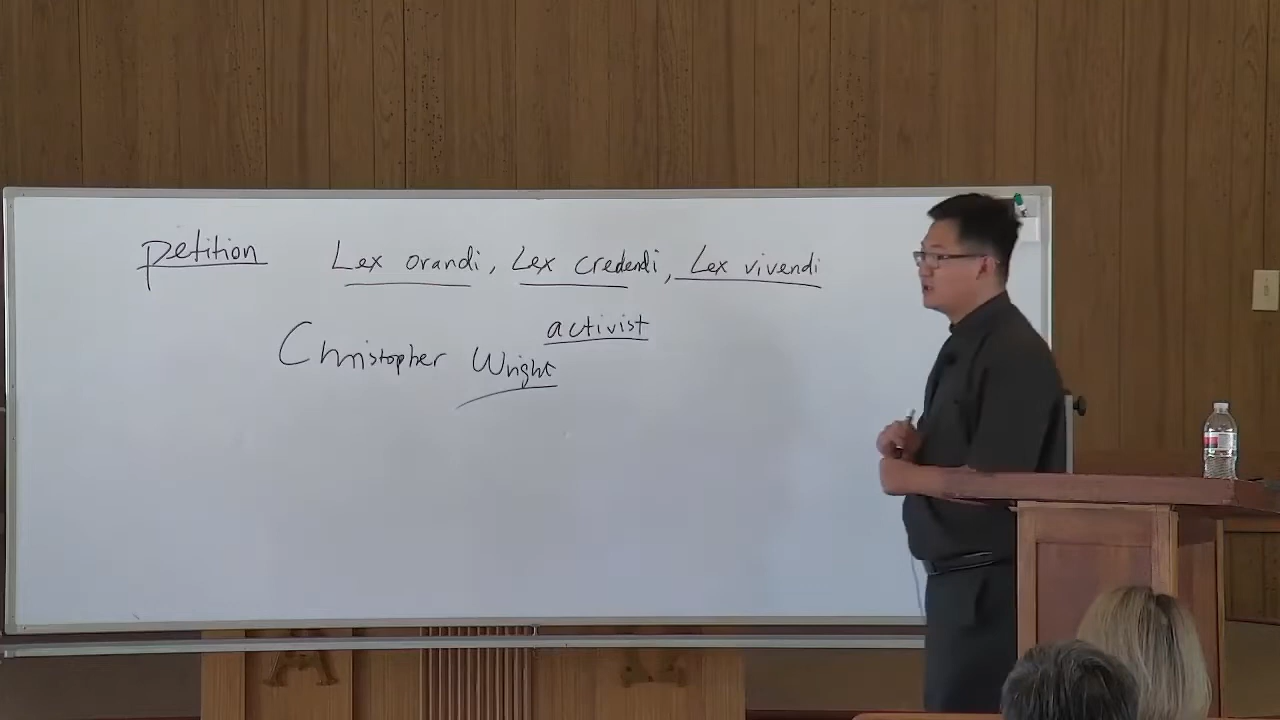 petition Lex orandi, Lex credendi, Lex vivendi
activist
Christopher Wright